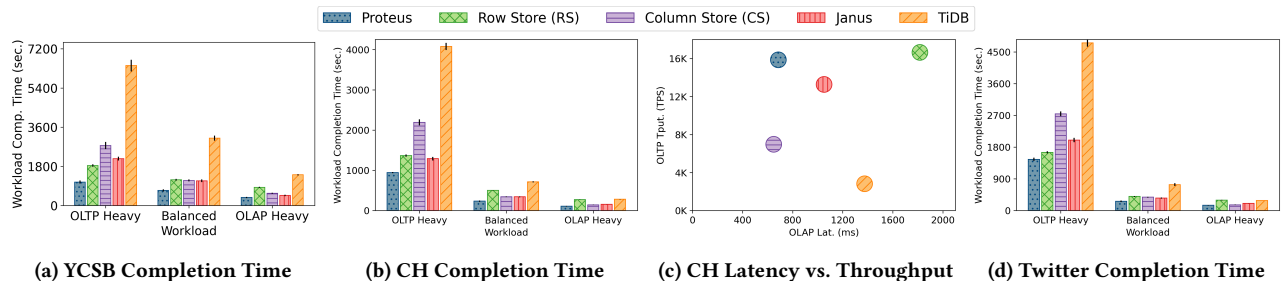 Proteus Row Store (RS) Column Store (CS) Janus TiDB
Workload Comp. Time (sec.)
7200
5400
3600
1800
0
OLTP Heavy Balanced OLAP Heavy
Workload
(a) YCSB Completion Time
Workload Completion Time (sec.)
4000
3000
2000
1000
0
OLTP Heavy Balanced OLAP Heavy
Workload
(b) CH Completion Time
OLTP Tput. (TPS)
16K
12K
8K
4K
0K
0 400 800 1200 1600 2000
OLAP Lat. (ms)
(c) CH Latency vs. Throughput
Workload Completion Time (sec.)
4500
3600
2700
1800
900
0
OLTP Heavy Balanced OLAP Heavy
Workload
(d) Twitter Completion Time